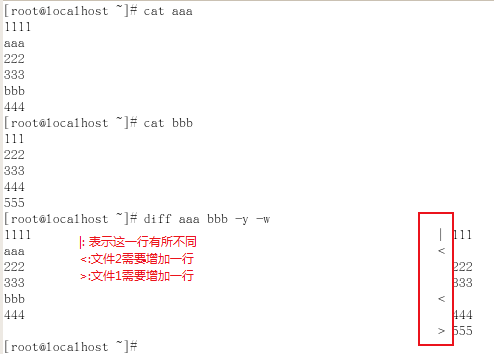 [root@localhost ~]# cat aaa
1111
aaa
222
333
bbb
444
[root@localhost ~]# cat bbb
111
222
333
444
555
[root@localhost ~]# diff aaa bbb -y -w
1111 | 111
|: 表示这一行有所不同
aaa <
<:文件2需要增加一行
222 222
>:文件1需要增加一行
333 333
bbb <
444 444
> 555
[root@localhost ~]#